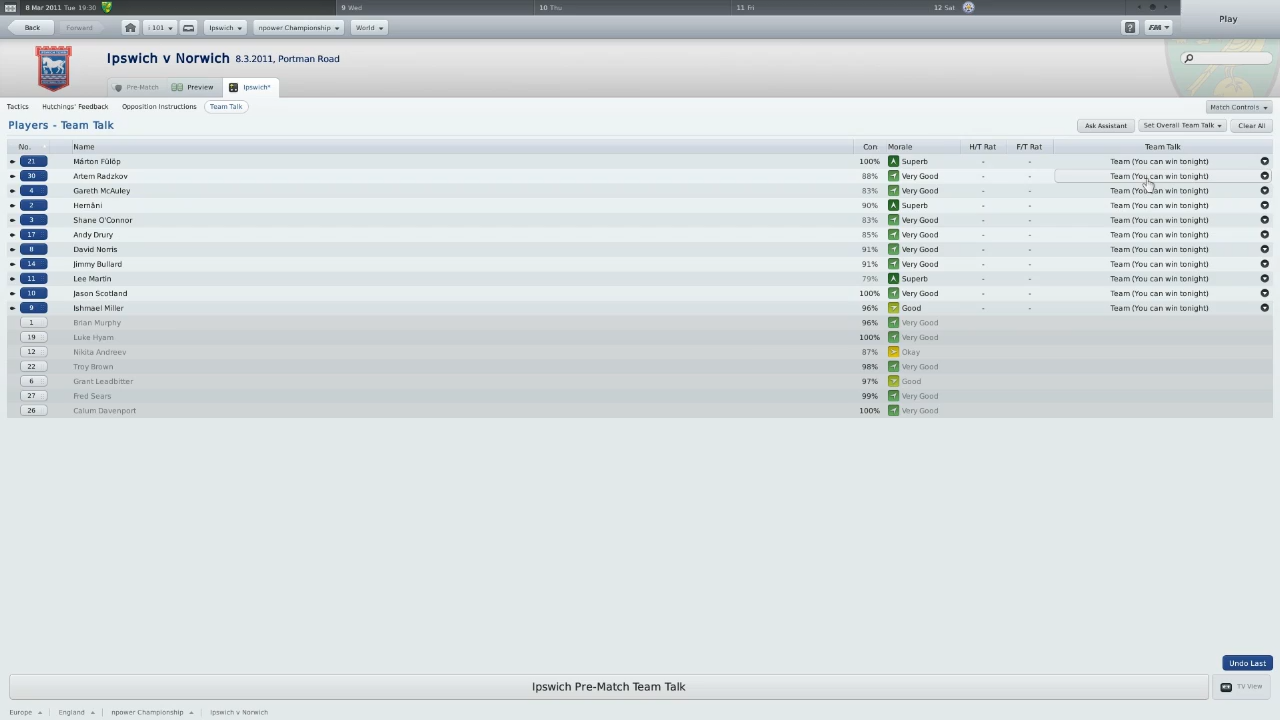 8 Mar 2011 Tue 19:30 9 Wed 10 Thu 11 Fri 12 Sat
Play
Back Forward Ipswich npower Championship World ? FM
Ipswich v Norwich 8.3.2011, Portman Road
Pre-Match Preview Ipswich*
Tactics Hutchings' Feedback Opposition Instructions Team Talk Match Controls
Players - Team Talk Ask Assistant Set Overall Team Talk Clear All
No. Name Con Morale H/T Rat F/T Rat Team Talk
21 Márton Fülöp 100% Superb - - Team (You can win tonight)
30 Artem Radzkov 88% Very Good - - Team (You can win tonight)
4 Gareth McAuley 83% Very Good - - Team (You can win tonight)
2 Hernâni 90% Superb - - Team (You can win tonight)
3 Shane O'Connor 83% Very Good - - Team (You can win tonight)
17 Andy Drury 85% Very Good - - Team (You can win tonight)
8 David Norris 91% Very Good - - Team (You can win tonight)
14 Jimmy Bullard 91% Very Good - - Team (You can win tonight)
11 Lee Martin 79% Superb - - Team (You can win tonight)
10 Jason Scotland 100% Very Good - - Team (You can win tonight)
9 Ishmael Miller 96% Good - - Team (You can win tonight)
1 Brian Murphy 96% Very Good
19 Luke Hyam 100% Very Good
12 Nikita Andreev 87% Okay
22 Troy Brown 98% Very Good
6 Grant Leadbitter 97% Good
27 Fred Sears 99% Very Good
26 Calum Davenport 100% Very Good
Undo Last
Ipswich Pre-Match Team Talk TV View
Europe England npower Championship Ipswich v Norwich